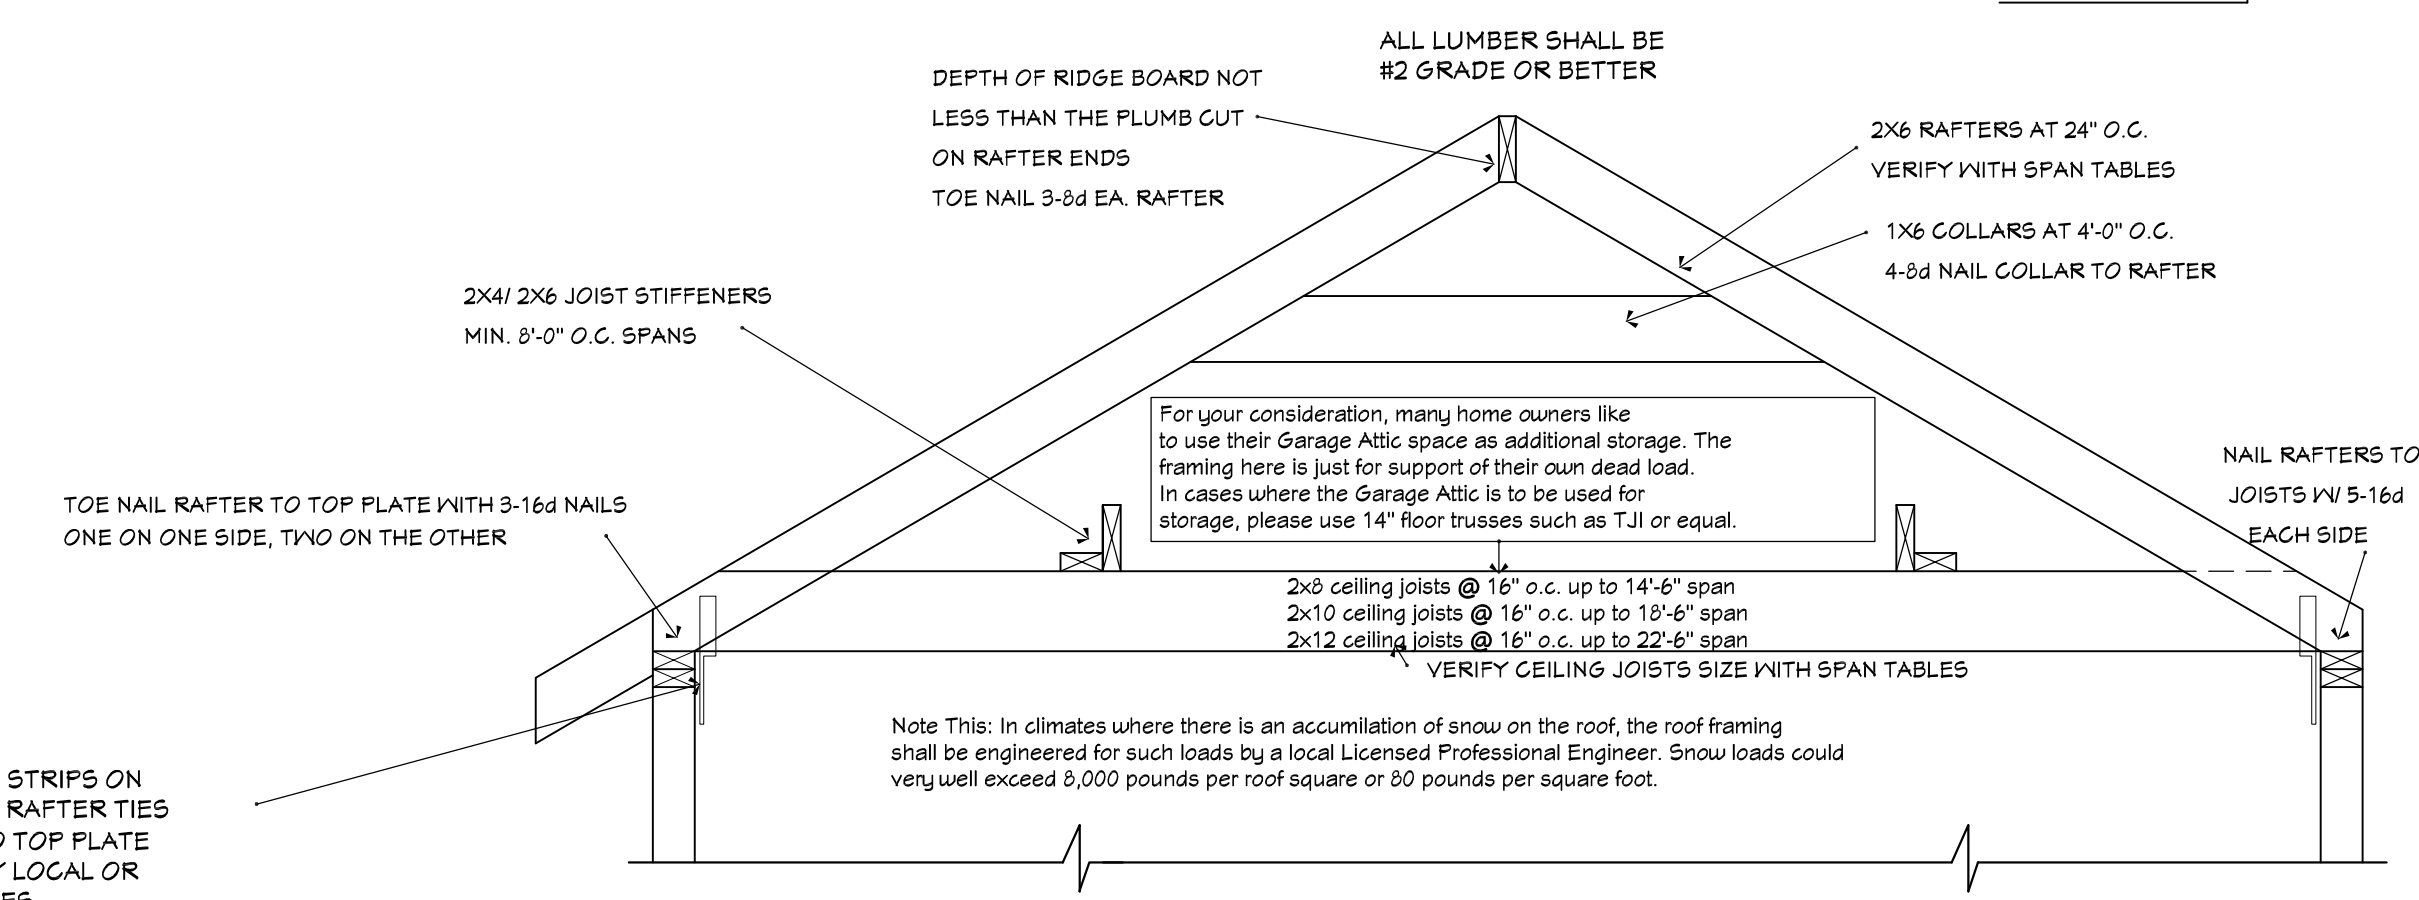 ALL LUMBER SHALL BE
#2 GRADE OR BETTER
DEPTH OF RIDGE BOARD NOT
LESS THAN THE PLUMB CUT
ON RAFTER ENDS
TOE NAIL 3-8d EA. RAFTER
2X6 RAFTERS AT 24" O.C.
VERIFY WITH SPAN TABLES
1X6 COLLARS AT 4'-0" O.C.
4-8d NAIL COLLAR TO RAFTER
2X4/ 2X6 JOIST STIFFENERS
MIN. 8'-0" O.C. SPANS
For your consideration, many home owners like
to use their Garage Attic space as additional storage. The
framing here is just for support of their own dead load.
In cases where the Garage Attic is to be used for
storage, please use 14" floor trusses such as TJI or equal.
NAIL RAFTERS TO
JOISTS W/ 5-16d
EACH SIDE
TOE NAIL RAFTER TO TOP PLATE WITH 3-16d NAILS
ONE ON ONE SIDE, TWO ON THE OTHER
2x8 ceiling joists @ 16" o.c. up to 14'-6" span
2x10 ceiling joists @ 16" o.c. up to 18'-6" span
2x12 ceiling joists @ 16" o.c. up to 22'-6" span
VERIFY CEILING JOISTS SIZE WITH SPAN TABLES
Note This: In climates where there is an accumilation of snow on the roof, the roof framing
shall be engineered for such loads by a local Licensed Professional Engineer. Snow loads could
very well exceed 8,000 pounds per roof square or 80 pounds per square foot.
STRIPS ON
RAFTER TIES
TOP PLATE
LOCAL OR